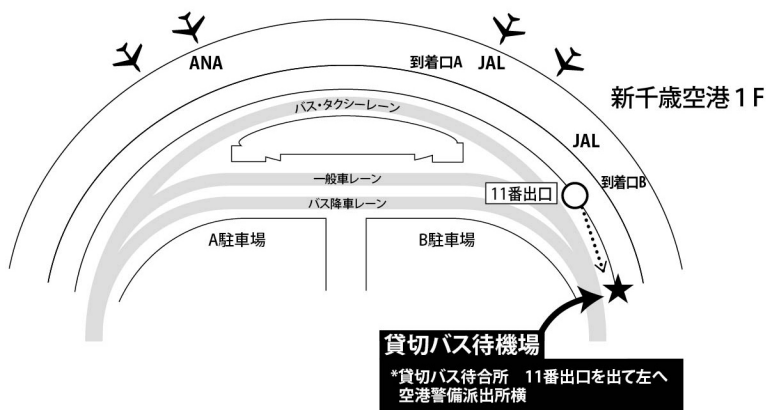 ANA
到着口A JAL
新千歳空港1F
バス・タクシーレーン
JAL
到着口B
一般車レーン
11番出口
バス降車レーン
A駐車場
B駐車場
貸切バス待機場
*貸切バス待合所 11番出口を出て左へ
空港警備派出所横